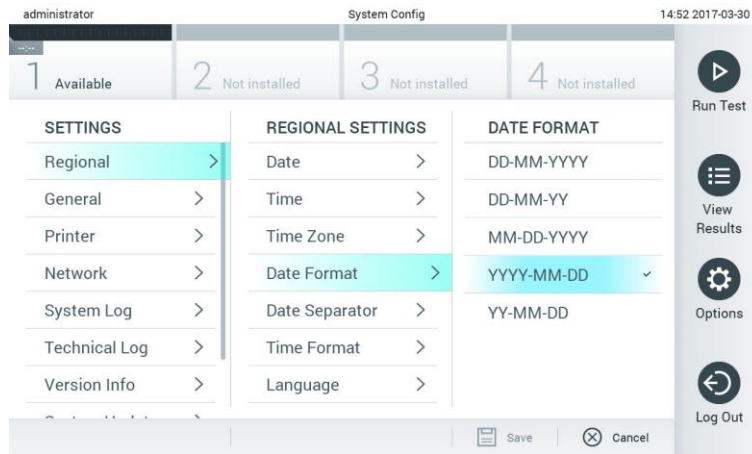 administrator
System Config
14:52 2017-03-30
--:--
1 Available
2 Not installed
3 Not installed
4 Not installed
Run Test
SETTINGS
Regional
General
Printer
Network
System Log
Technical Log
Version Info
REGIONAL SETTINGS
Date
Time
Time Zone
Date Format
Date Separator
Time Format
Language
DATE FORMAT
DD-MM-YYYY
DD-MM-YY
MM-DD-YYYY
YYYY-MM-DD
YY-MM-DD
View
Results
Options
Log Out
Save
Cancel